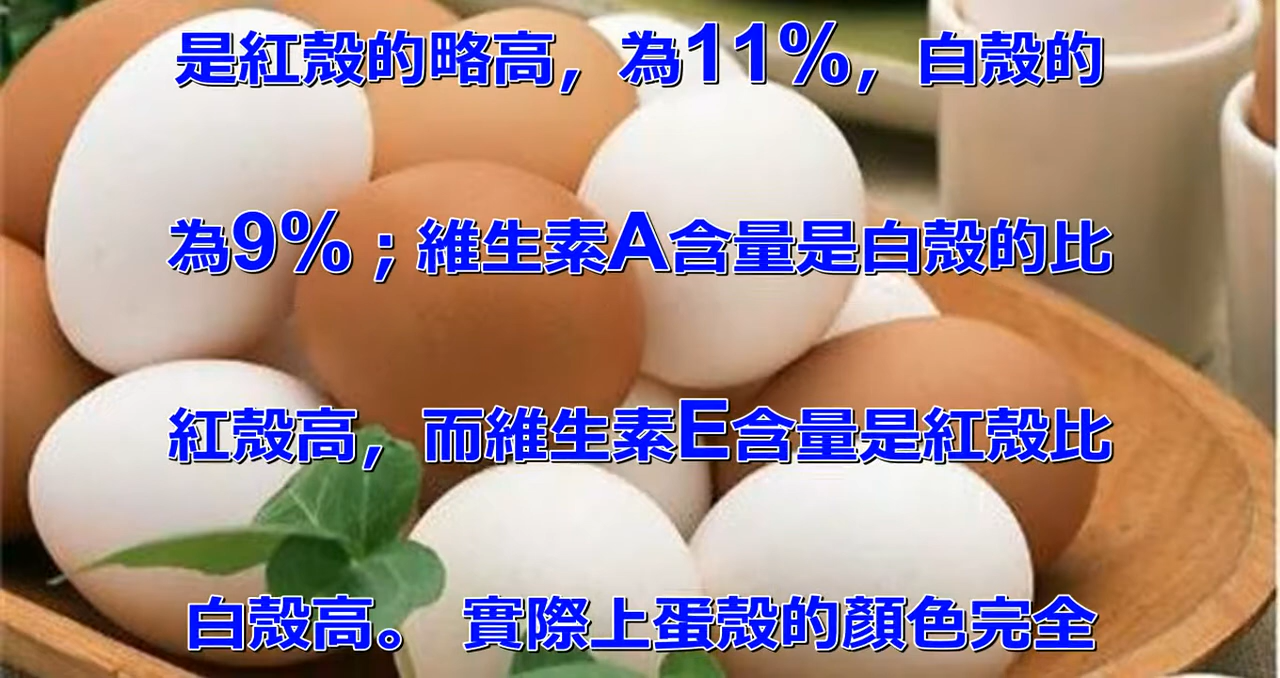 是紅殼的略高，為11%，白殼的
為9%；維生素A含量是白殼的比
紅殼高，而維生素E含量是紅殼比
白殼高。 實際上蛋殼的顏色完全